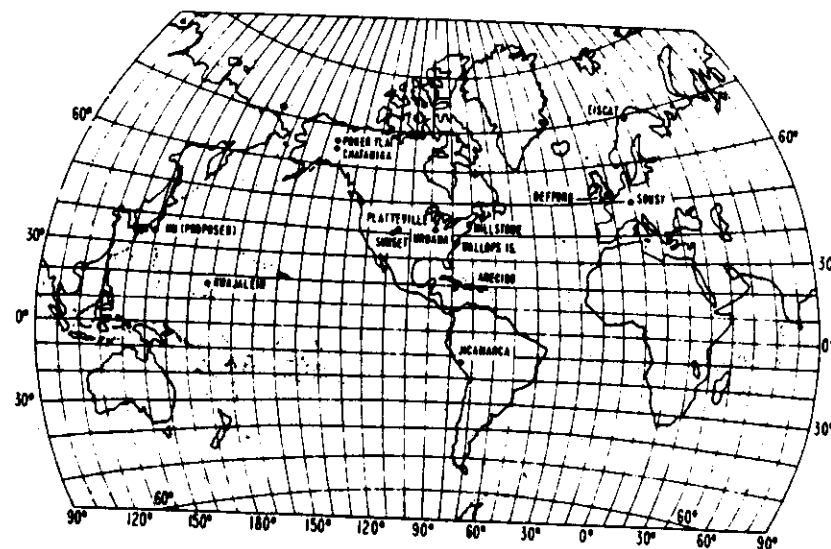 60°
60°
EISCAT
POKER FLAT
CHATANIKA
DEFFORD
SOUSY
PLATTEVILLE
MILLSTONE
SUNSET
URBANA
WALLOPS IS.
30°
MU (PROPOSED)
30°
ARECIBO
KWAJALEIN
0°
0°
JICAMARCA
30°
30°
60°
60°
90°
120°
150°
180°
150°
120°
90°
60°
30°
0°
30°
60°
90°